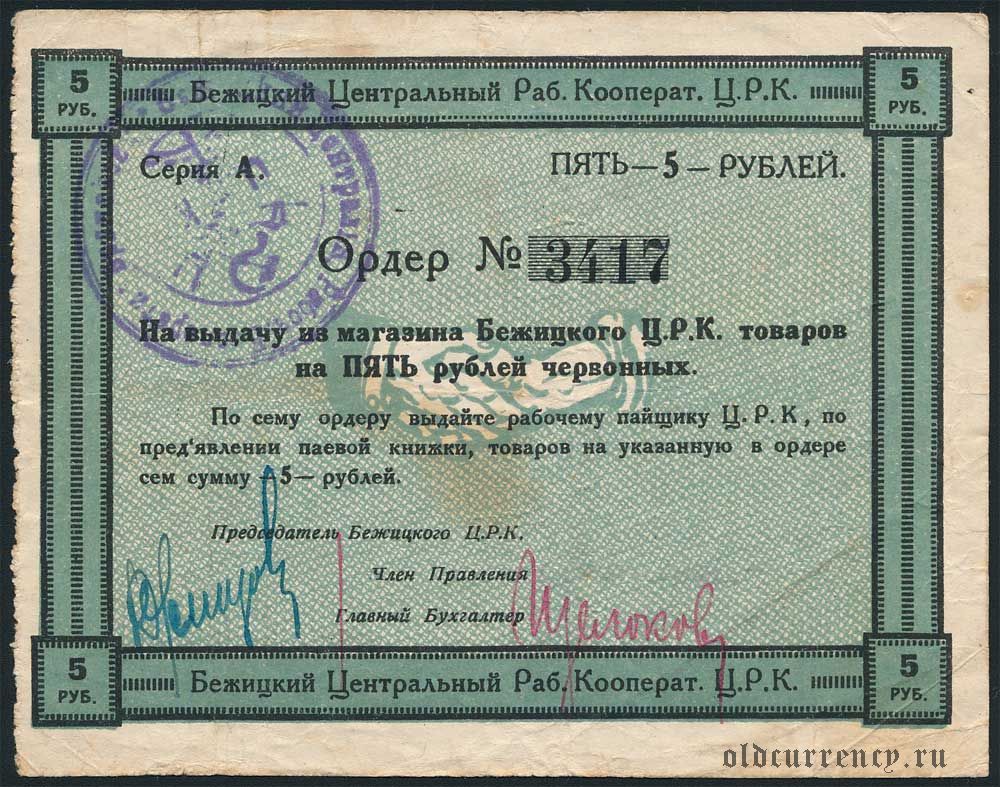 5 РУБ.
Бежицкий Центральный Раб. Кооперат. Ц.Р.К.
5 РУБ.
Серия А.
ПЯТЬ—5—РУБЛЕЙ.
Ордер № 3417
На выдачу из магазина Бежицкого Ц.Р.К. товаров
на ПЯТЬ рублей червонных.
По сему ордеру выдайте рабочему пайщику Ц.Р.К, по
пред'явлении паевой книжки, товаров на указанную в ордере
сем сумму —5— рублей.
Председатель Бежицкого Ц.Р.К.
Член Правления
Главный Бухгалтер
5 РУБ.
Бежицкий Центральный Раб. Кооперат. Ц.Р.К.
5 РУБ.
oldcurrency.ru